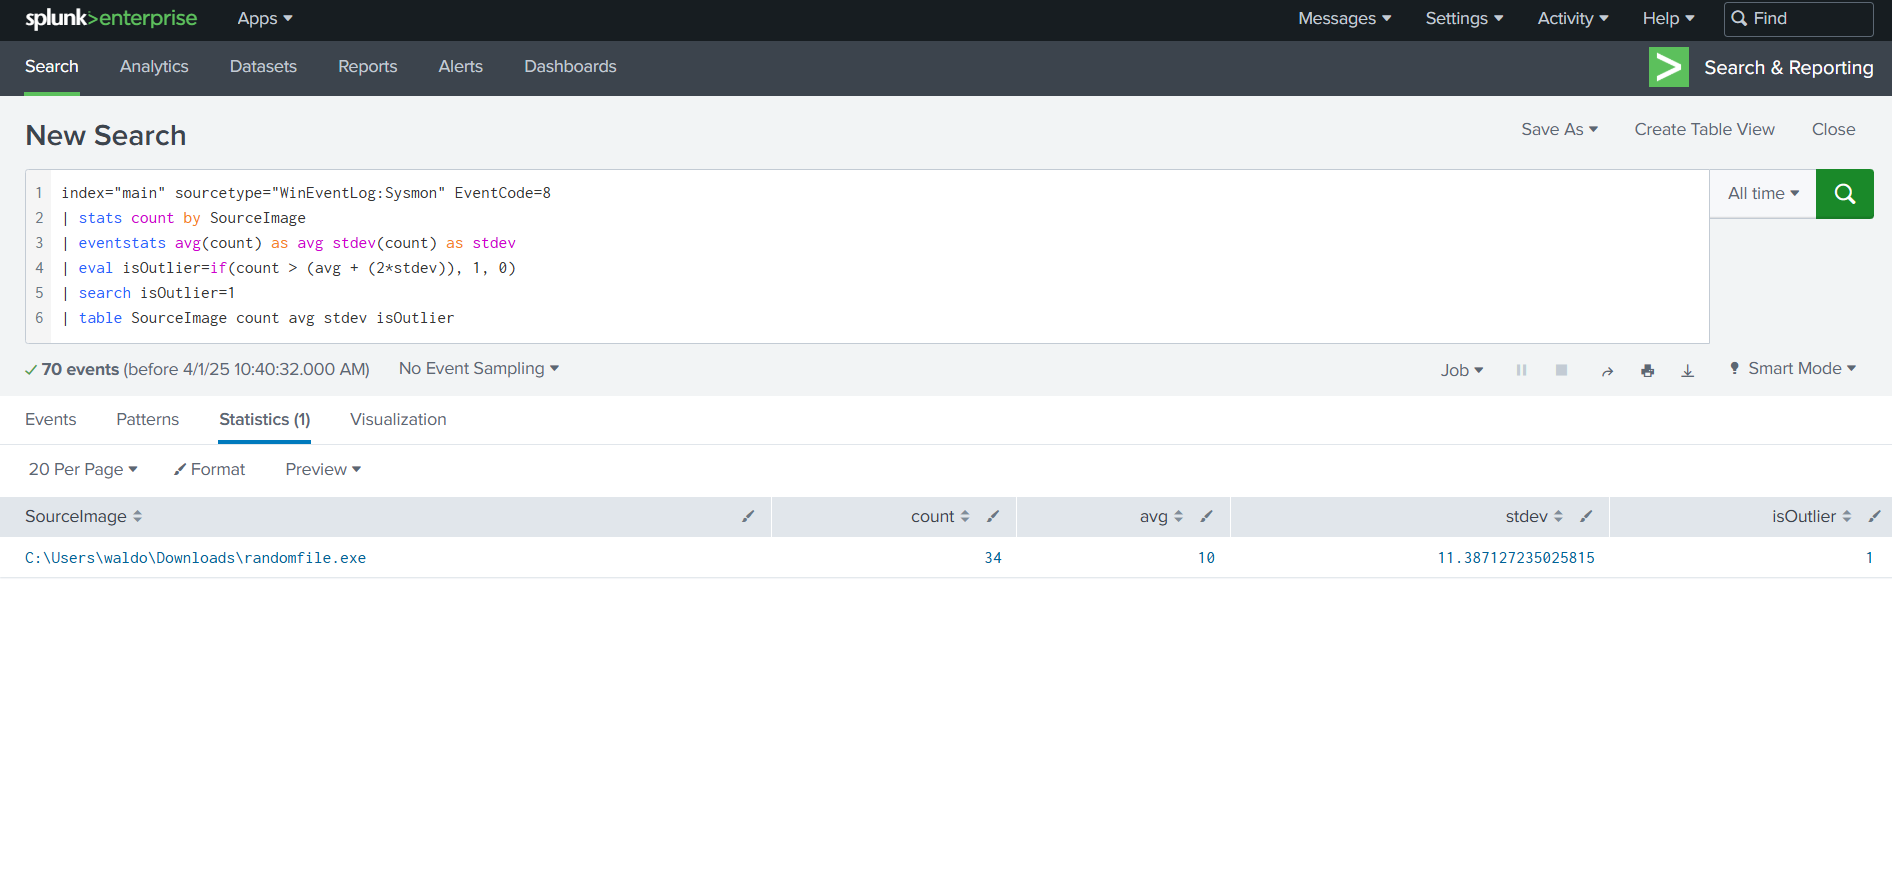 splunk>enterprise Apps Messages Settings Activity Help Find
Search Analytics Datasets Reports Alerts Dashboards Search & Reporting
New Search Save As Create Table View Close
1 index="main" sourcetype="WinEventLog:Sysmon" EventCode=8 All time
2 | stats count by SourceImage
3 | eventstats avg(count) as avg stdev(count) as stdev
4 | eval isOutlier=if(count > (avg + (2*stdev)), 1, 0)
5 | search isOutlier=1
6 | table SourceImage count avg stdev isOutlier
70 events (before 4/1/25 10:40:32.000 AM) No Event Sampling Job Smart Mode
Events Patterns Statistics (1) Visualization
20 Per Page Format Preview
SourceImage count avg stdev isOutlier
C:\Users\waldo\Downloads\randomfile.exe 34 10 11.387127235025815 1